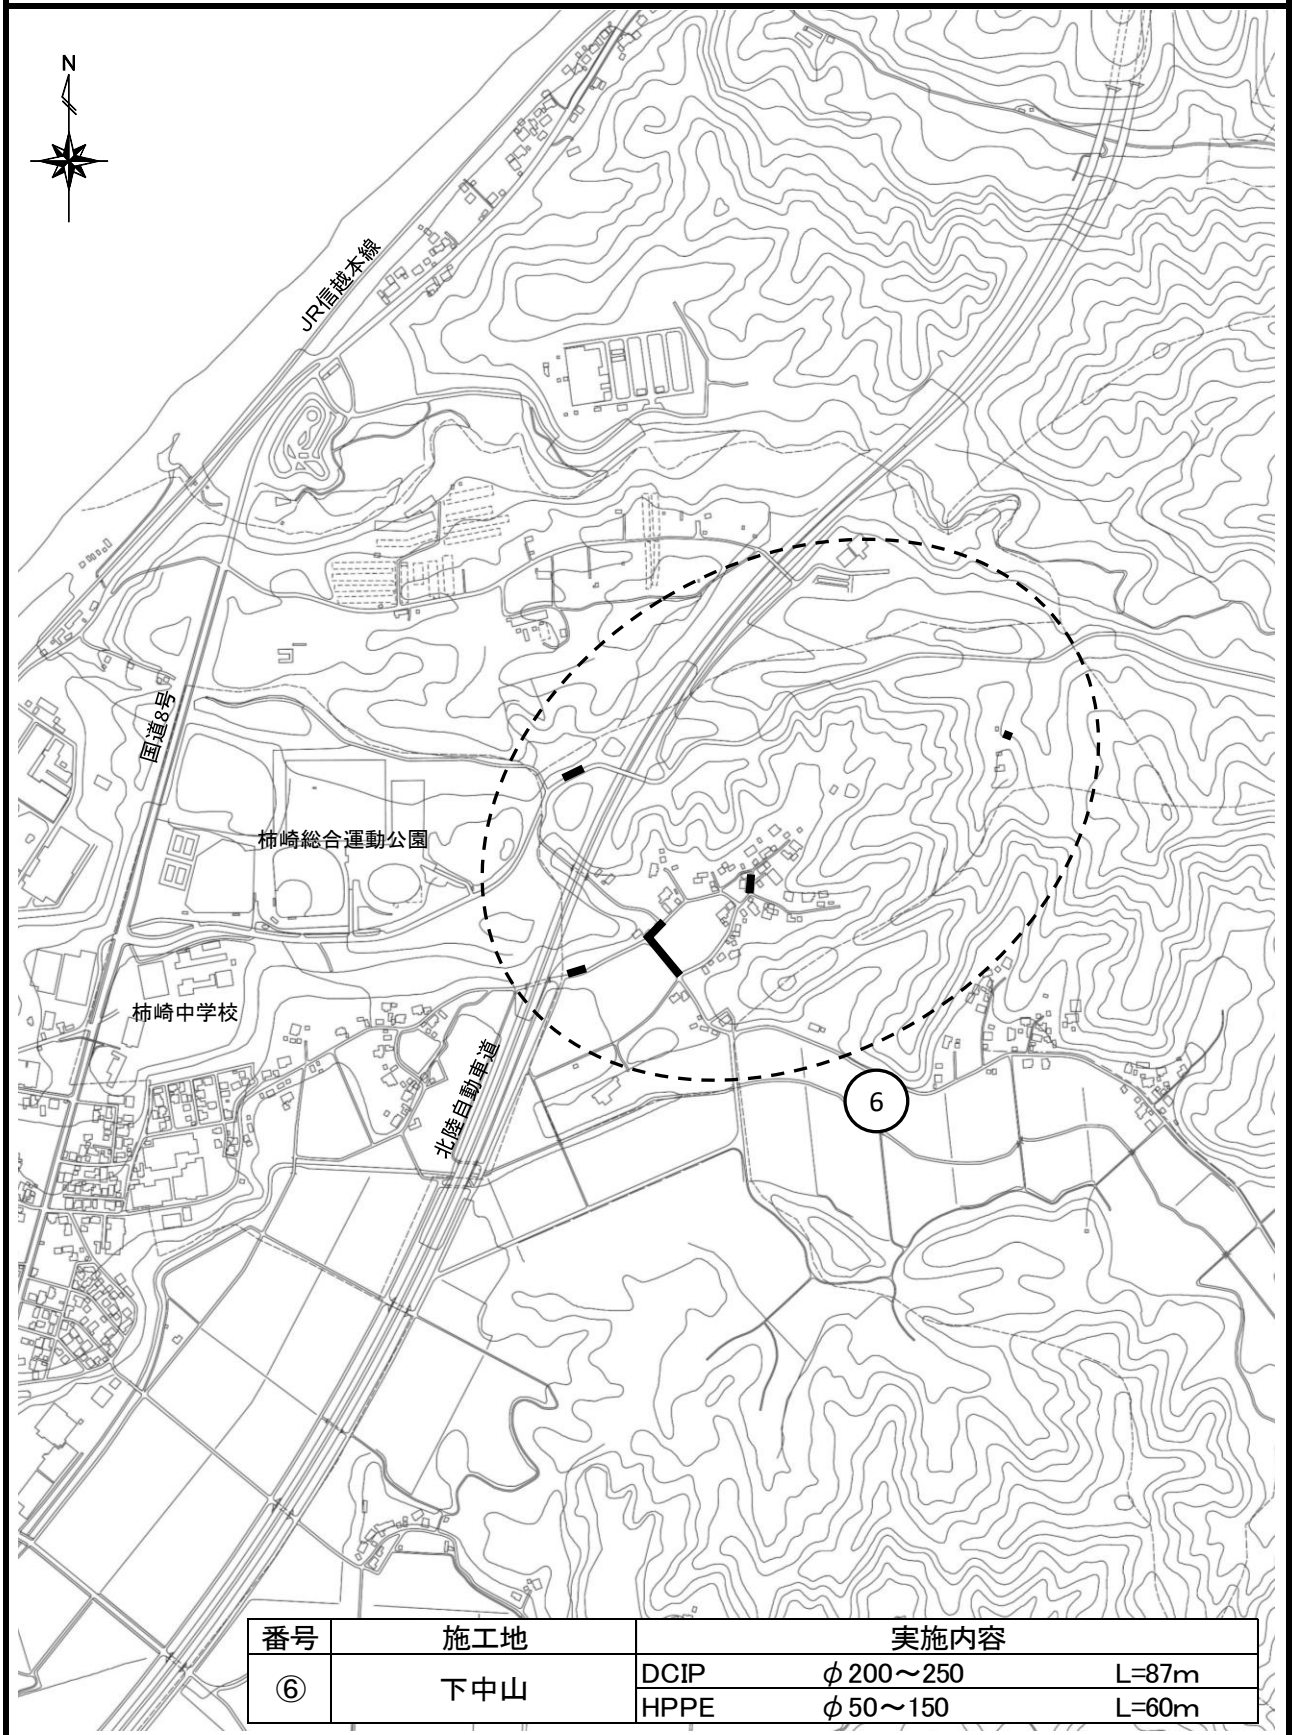 N
JR信越本線
国道8号
柿崎総合運動公園
柿崎中学校
北陸自動車道
6
番号 施工地 実施内容
⑥ 下中山 DCIP φ200～250 L=87m
HPPE φ50～150 L=60m